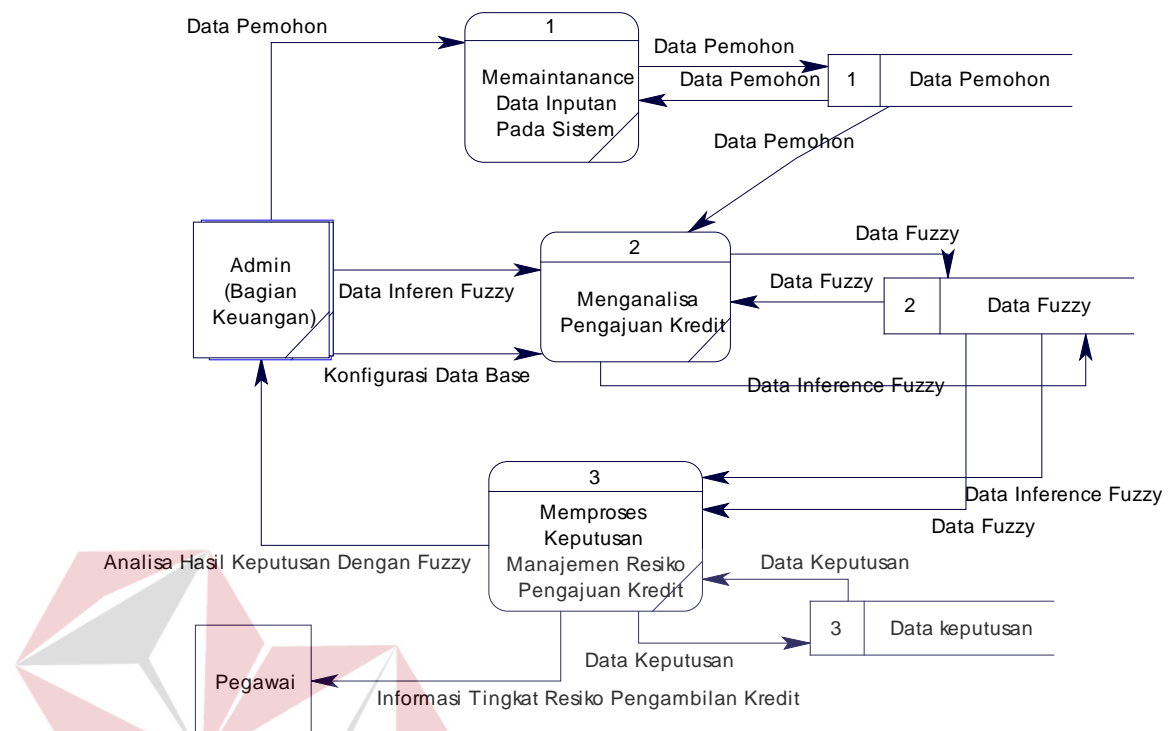 Data Pemohon
1
Memaintanance
Data Inputan
Pada Sistem
Data Pemohon
Data Pemohon
1
Data Pemohon
Data Pemohon
Admin
(Bagian
Keuangan)
Data Inferen Fuzzy
Konfigurasi Data Base
2
Menganalisa
Pengajuan Kredit
Data Fuzzy
Data Fuzzy
2
Data Fuzzy
Data Inference Fuzzy
3
Memproses
Keputusan
Manajemen Resiko
Pengajuan Kredit
Data Inference Fuzzy
Data Fuzzy
Analisa Hasil Keputusan Dengan Fuzzy
Data Keputusan
3
Data keputusan
Data Keputusan
Pegawai
Informasi Tingkat Resiko Pengambilan Kredit